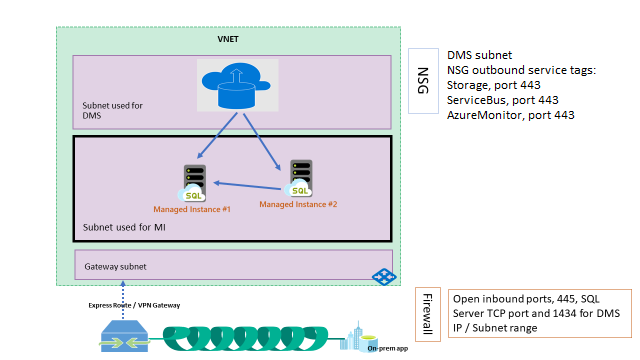 VNET
Subnet used for
DMS
SQL
SQL
Managed Instance #1
Managed Instance #2
Subnet used for MI
Gateway subnet
Express Route / VPN Gateway
On-prem app
NSG
DMS subnet
NSG outbound service tags:
Storage, port 443
ServiceBus, port 443
AzureMonitor, port 443
Firewall
Open inbound ports, 445, SQL
Server TCP port and 1434 for DMS
IP / Subnet range